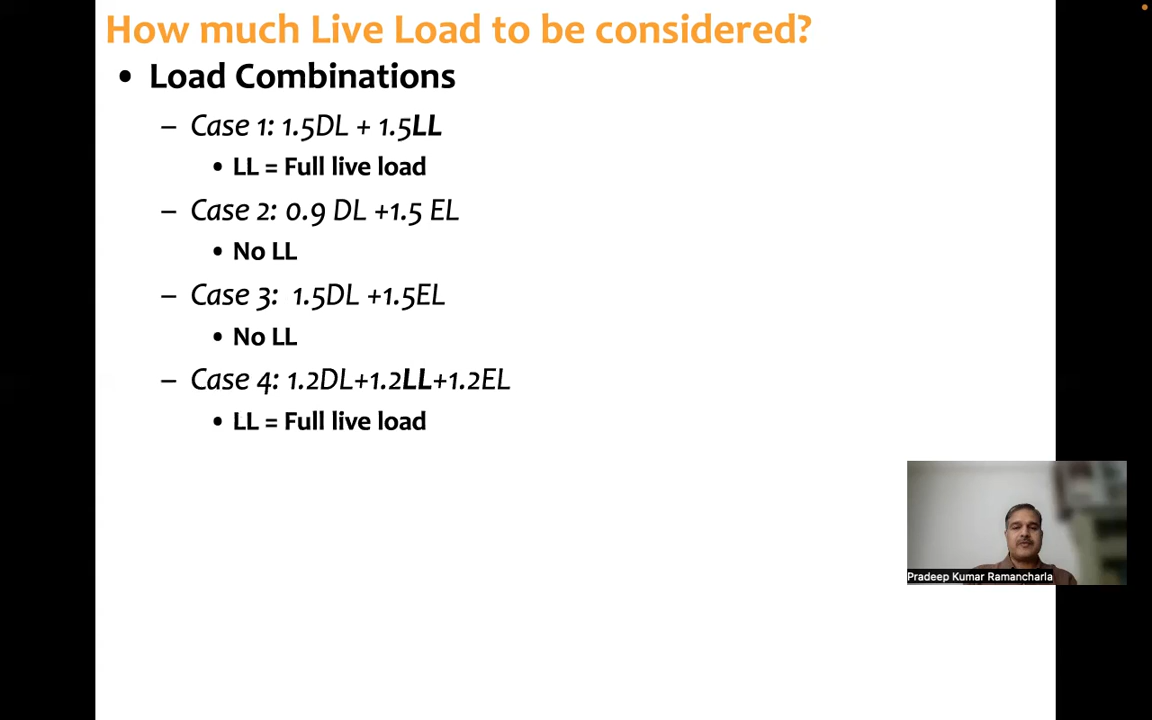 How much Live Load to be considered?
• Load Combinations
– Case 1: 1.5DL + 1.5LL
• LL = Full live load
– Case 2: 0.9 DL +1.5 EL
• No LL
– Case 3: 1.5DL +1.5EL
• No LL
– Case 4: 1.2DL+1.2LL+1.2EL
• LL = Full live load
Pradeep Kumar Ramancharla